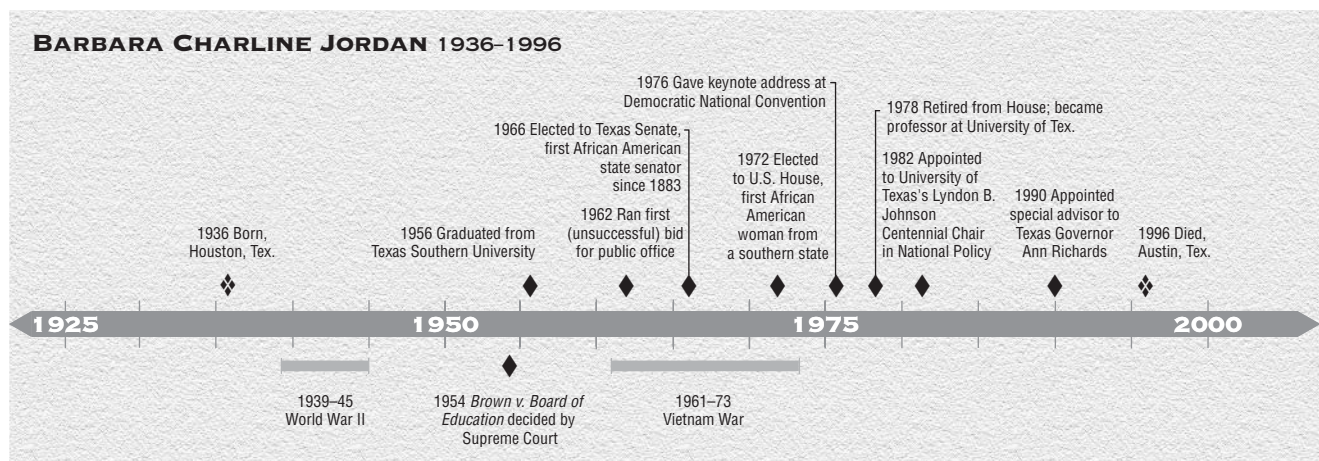 BARBARA CHARLINE JORDAN 1936–1996
1976 Gave keynote address at
Democratic National Convention
1978 Retired from House; became
professor at University of Tex.
1966 Elected to Texas Senate,
first African American
state senator
since 1883
1972 Elected
to U.S. House,
first African
American
woman from
a southern state
1982 Appointed
to University of
Texas's Lyndon B.
Johnson
Centennial Chair
in National Policy
1990 Appointed
special advisor to
Texas Governor
Ann Richards
1962 Ran first
(unsuccessful) bid
for public office
1936 Born,
Houston, Tex.
1956 Graduated from
Texas Southern University
1996 Died,
Austin, Tex.
1925
1950
1975
2000
1939–45
World War II
1954 Brown v. Board of
Education decided by
Supreme Court
1961–73
Vietnam War